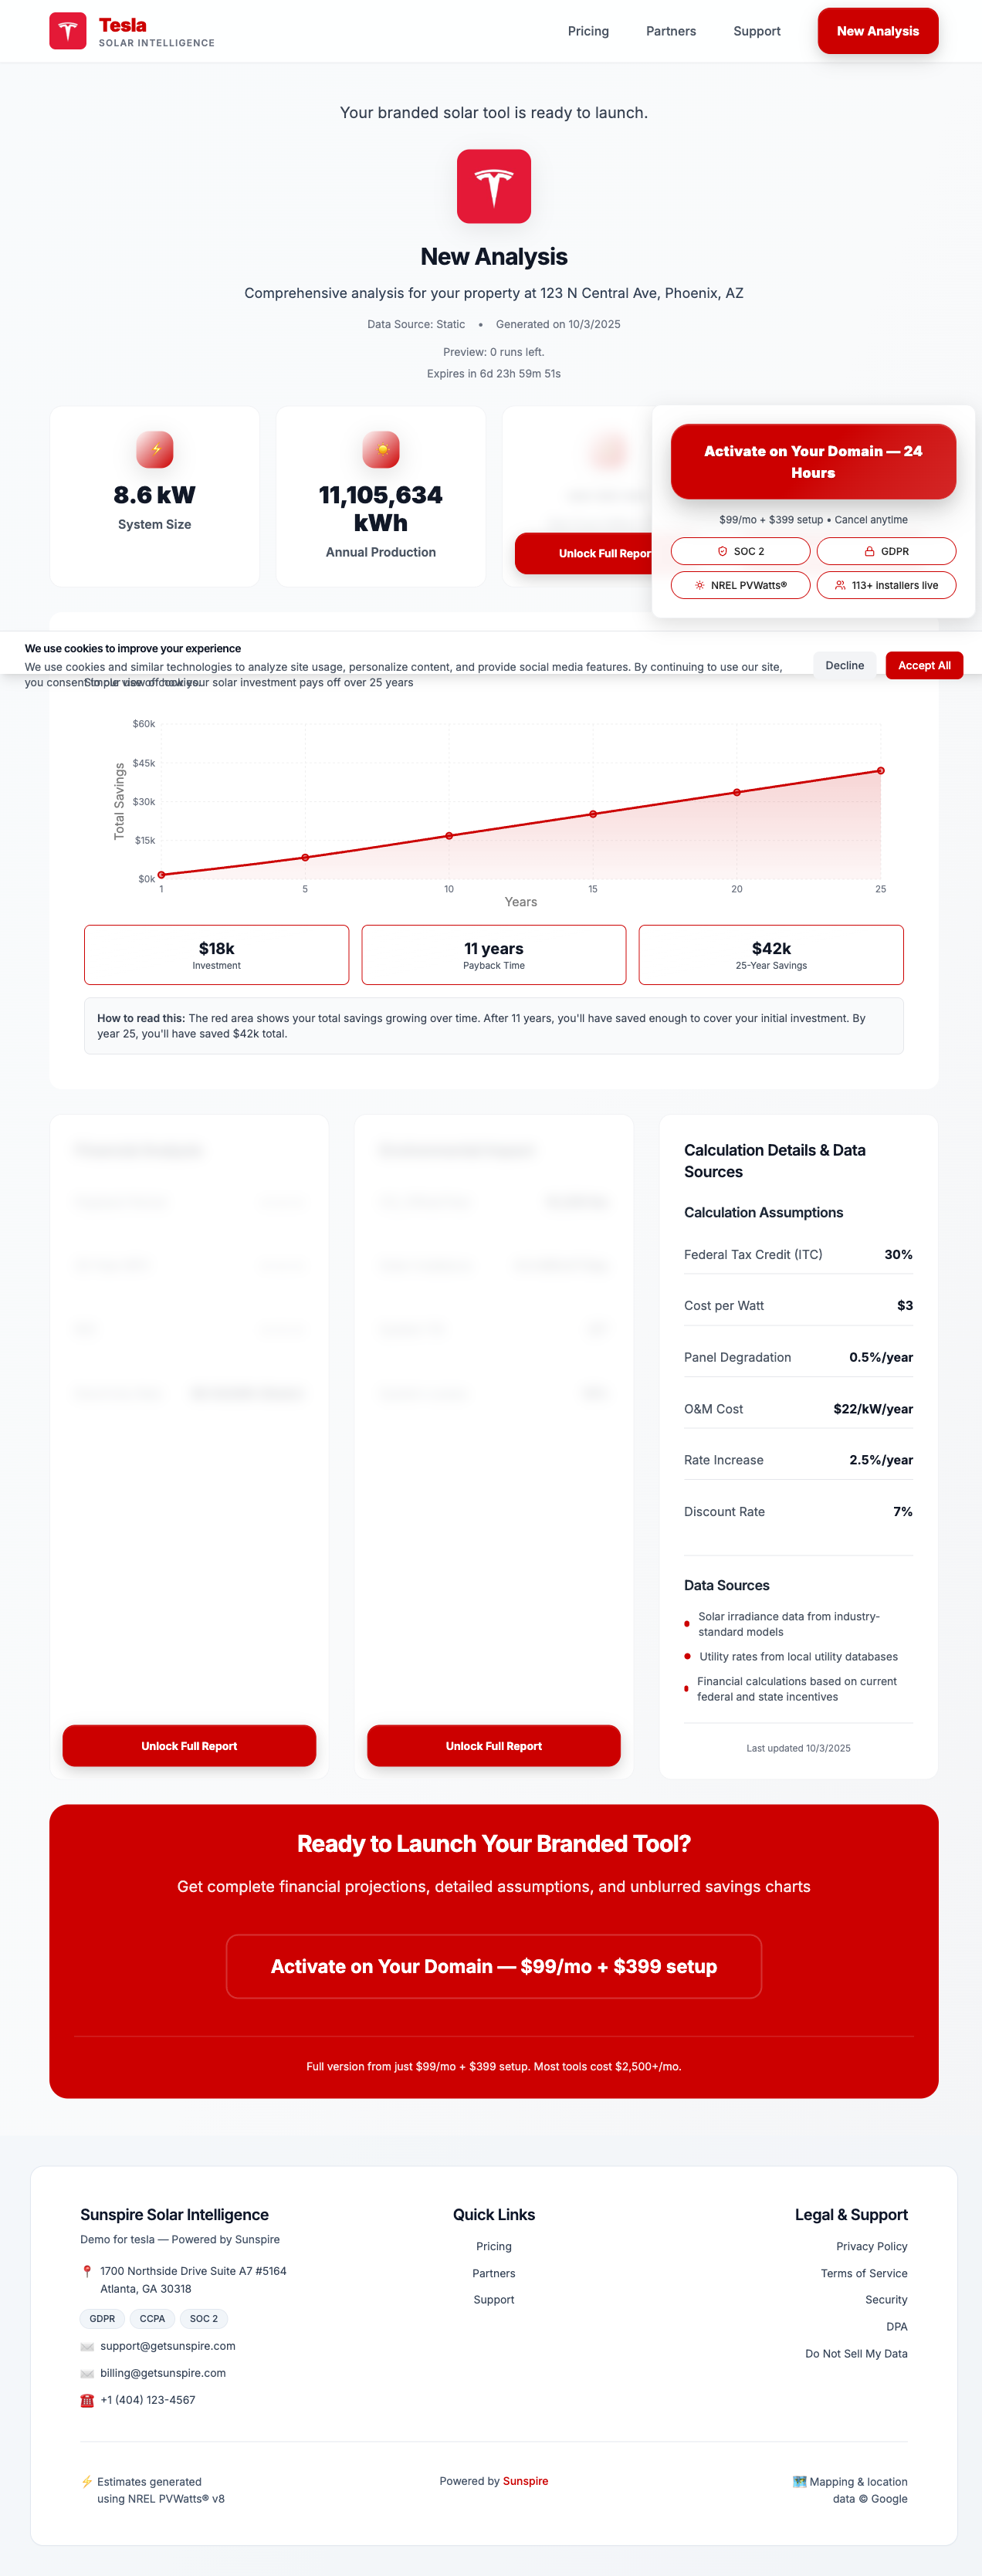 Tesla
SOLAR INTELLIGENCE
Pricing
Partners
Support
New Analysis
Your branded solar tool is ready to launch.
New Analysis
Comprehensive analysis for your property at 123 N Central Ave, Phoenix, AZ
Data Source: Static • Generated on 10/3/2025
Preview: 0 runs left.
Expires in 6d 23h 59m 51s
8.6 kW
System Size
11,105,634
kWh
Annual Production
Unlock Full Repor
Activate on Your Domain — 24
Hours
$99/mo + $399 setup • Cancel anytime
SOC 2
GDPR
NREL PVWatts®
113+ installers live
We use cookies to improve your experience
We use cookies and similar technologies to analyze site usage, personalize content, and provide social media features. By continuing to use our site,
you consent to our use of cookies.
Simple view of how your solar investment pays off over 25 years
Decline
Accept All
Total Savings
$60k
$45k
$30k
$15k
$0k
1
5
10
15
20
25
Years
$18k
Investment
11 years
Payback Time
$42k
25-Year Savings
How to read this: The red area shows your total savings growing over time. After 11 years, you'll have saved enough to cover your initial investment. By
year 25, you'll have saved $42k total.
Unlock Full Report
Unlock Full Report
Calculation Details & Data
Sources
Calculation Assumptions
Federal Tax Credit (ITC) 30%
Cost per Watt $3
Panel Degradation 0.5%/year
O&M Cost $22/kW/year
Rate Increase 2.5%/year
Discount Rate 7%
Data Sources
Solar irradiance data from industry-
standard models
Utility rates from local utility databases
Financial calculations based on current
federal and state incentives
Last updated 10/3/2025
Ready to Launch Your Branded Tool?
Get complete financial projections, detailed assumptions, and unblurred savings charts
Activate on Your Domain — $99/mo + $399 setup
Full version from just $99/mo + $399 setup. Most tools cost $2,500+/mo.
Sunspire Solar Intelligence
Demo for tesla — Powered by Sunspire
1700 Northside Drive Suite A7 #5164
Atlanta, GA 30318
GDPR
CCPA
SOC 2
support@getsunspire.com
billing@getsunspire.com
+1 (404) 123-4567
Quick Links
Pricing
Partners
Support
Legal & Support
Privacy Policy
Terms of Service
Security
DPA
Do Not Sell My Data
Estimates generated
using NREL PVWatts® v8
Powered by Sunspire
Mapping & location
data © Google